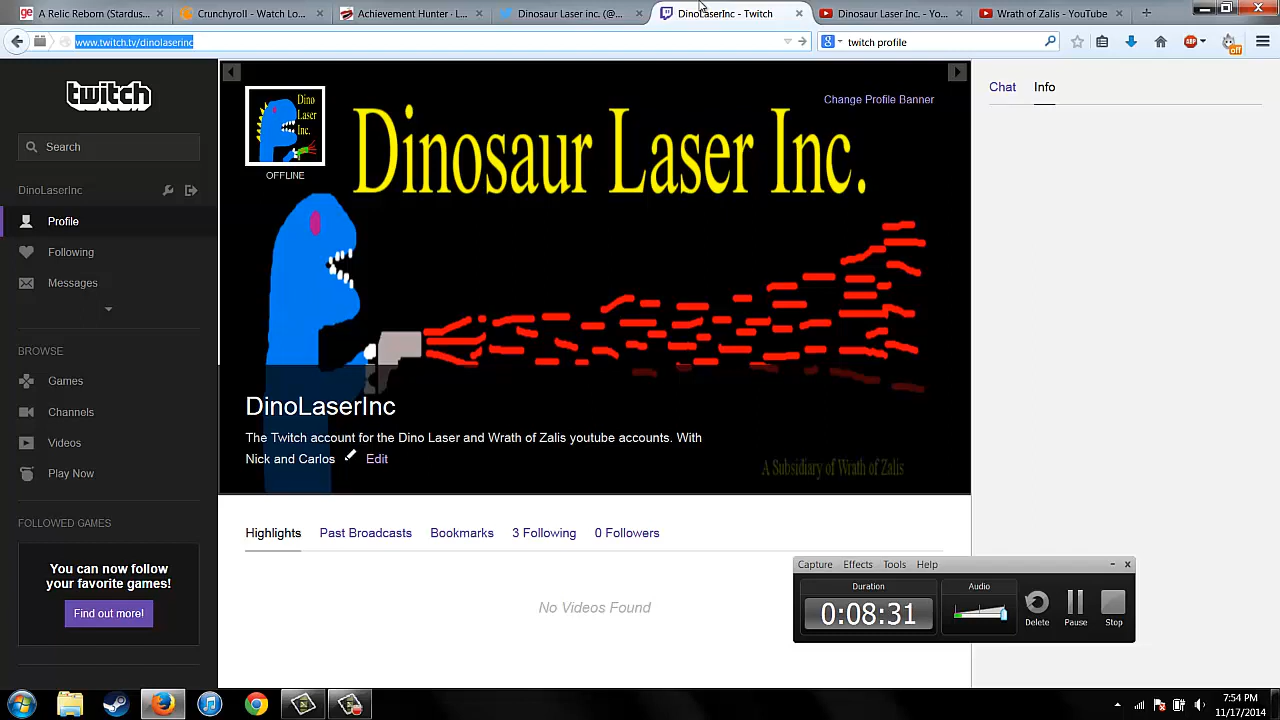 A Relic Reborn (Stardus...
Crunchyroll - Watch Lo...
Achievement Hunter - L...
Dinosaur Laser inc. (@...
DinoLaserInc - Twitch
Dinosaur Laser Inc. - Yo...
Wrath of Zalis - YouTube
www.twitch.tv/dinolaserinc
twitch profile
ABP
off
twitch
Search
DinoLaserInc
Profile
Following
Messages
BROWSE
Games
Channels
Videos
Play Now
FOLLOWED GAMES
You can now follow
your favorite games!
Find out more!
Dino
Laser
Inc.
OFFLINE
Change Profile Banner
Dinosaur Laser Inc.
DinoLaserInc
The Twitch account for the Dino Laser and Wrath of Zalis youtube accounts. With
Nick and Carlos
Edit
A Subsidiary of Wrath of Zalis
Highlights
Past Broadcasts
Bookmarks
3 Following
0 Followers
No Videos Found
Chat
Info
Capture
Effects
Tools
Help
Duration
0:08:31
Audio
Delete
Pause
Stop
7:54 PM
11/17/2014